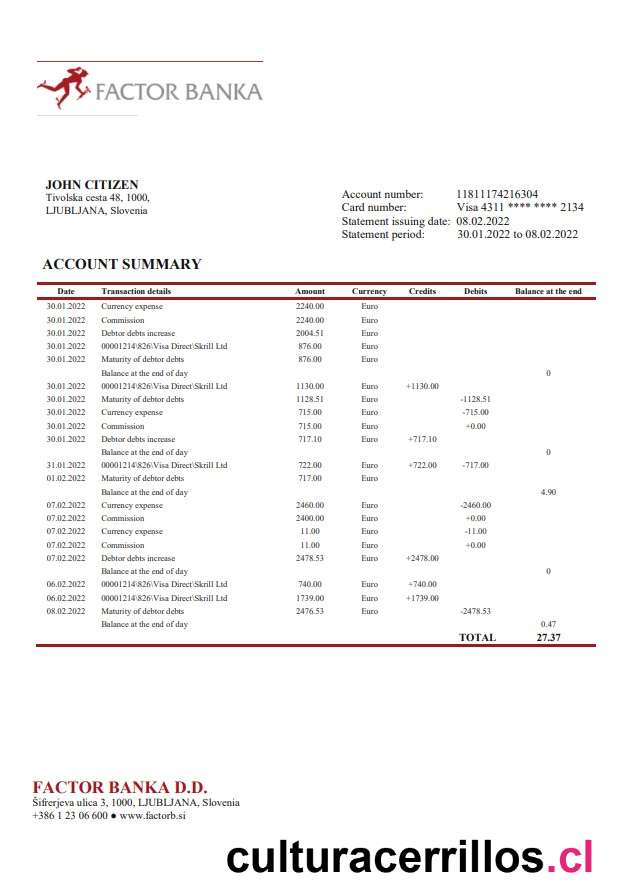 FACTOR BANKA
JOHN CITIZEN
Tivolska cesta 48, 1000,
LJUBLJANA, Slovenia
Account number: 11811174216304
Card number: Visa 4311 **** **** 2134
Statement issuing date: 08.02.2022
Statement period: 30.01.2022 to 08.02.2022
ACCOUNT SUMMARY
Date Transaction details Amount Currency Credits Debits Balance at the end
30.01.2022 Currency expense 2240.00 Euro
30.01.2022 Commission 2240.00 Euro
30.01.2022 Debtor debts increase 2004.51 Euro
30.01.2022 00001214\826\Visa Direct\Skrill Ltd 876.00 Euro
30.01.2022 Maturity of debtor debts 876.00 Euro
Balance at the end of day 0
30.01.2022 00001214\826\Visa Direct\Skrill Ltd 1130.00 Euro +1130.00
30.01.2022 Maturity of debtor debts 1128.51 Euro -1128.51
30.01.2022 Currency expense 715.00 Euro -715.00
30.01.2022 Commission 715.00 Euro +0.00
30.01.2022 Debtor debts increase 717.10 Euro +717.10
Balance at the end of day 0
31.01.2022 00001214\826\Visa Direct\Skrill Ltd 722.00 Euro +722.00 -717.00
01.02.2022 Maturity of debtor debts 717.00 Euro
Balance at the end of day 4.90
07.02.2022 Currency expense 2460.00 Euro -2460.00
07.02.2022 Commission 2400.00 Euro +0.00
07.02.2022 Currency expense 11.00 Euro -11.00
07.02.2022 Commission 11.00 Euro +0.00
07.02.2022 Debtor debts increase 2478.53 Euro +2478.00
Balance at the end of day 0
06.02.2022 00001214\826\Visa Direct\Skrill Ltd 740.00 Euro +740.00
06.02.2022 00001214\826\Visa Direct\Skrill Ltd 1739.00 Euro +1739.00
08.02.2022 Maturity of debtor debts 2476.53 Euro -2478.53
Balance at the end of day 0.47
TOTAL 27.37
FACTOR BANKA D.D.
Šifrerjeva ulica 3, 1000, LJUBLJANA, Slovenia
+386 1 23 06 600 ● www.factorb.si
culturacerrillos.cl